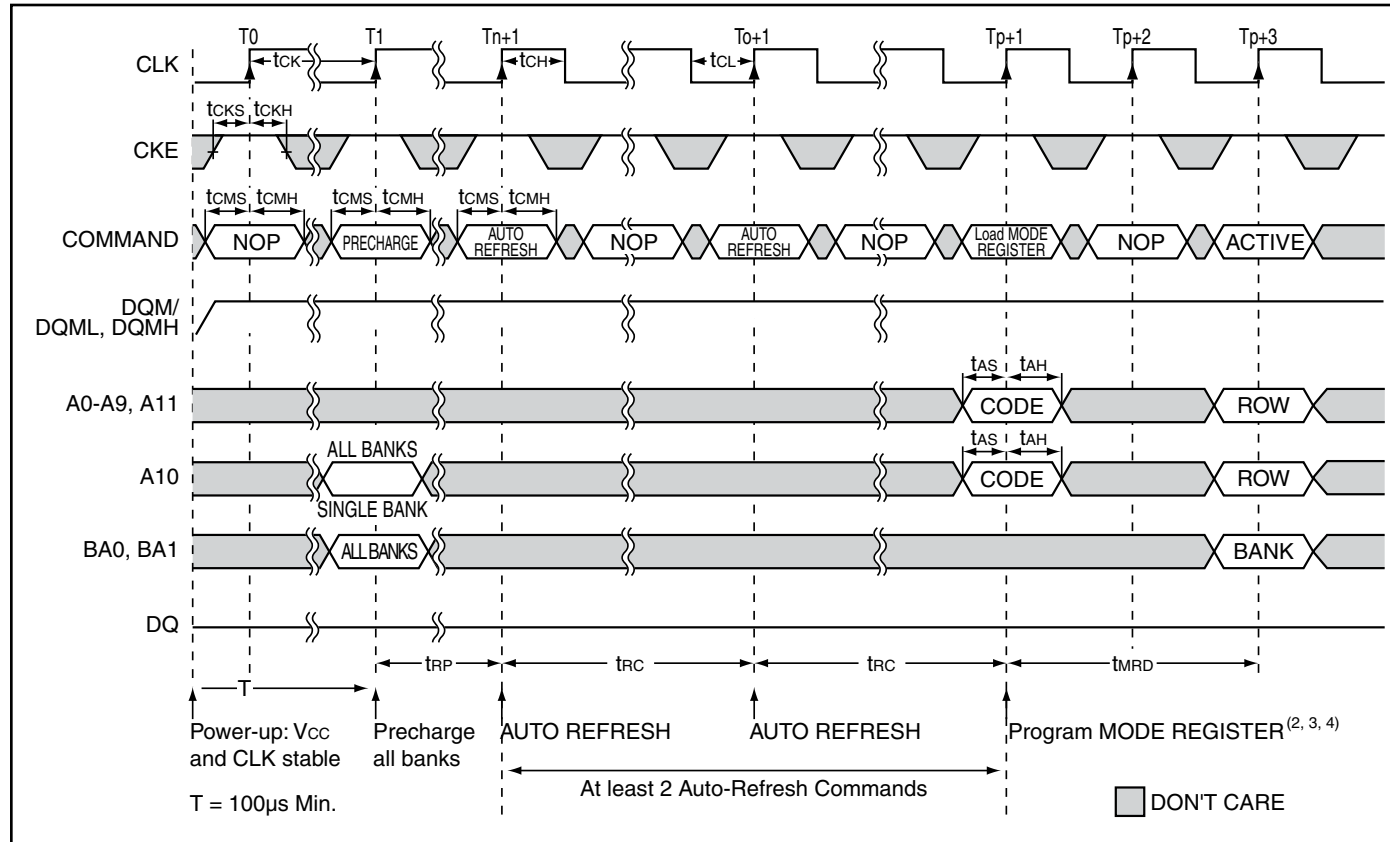 T0 T1 Tn+1 To+1 Tp+1 Tp+2 Tp+3
CLK tCK tCH tCL
tCKS tCKH
CKE
tCMS tCMH tCMS tCMH tCMS tCMH
COMMAND NOP PRECHARGE AUTO REFRESH NOP AUTO REFRESH NOP Load MODE REGISTER NOP ACTIVE
DQM/
DQML, DQMH
tAS tAH
A0-A9, A11 CODE ROW
ALL BANKS tAS tAH
A10 CODE ROW
SINGLE BANK
BA0, BA1 ALL BANKS BANK
DQ
tRP tRC tRC tMRD
T
Power-up: VCC Precharge AUTO REFRESH AUTO REFRESH Program MODE REGISTER(2, 3, 4)
and CLK stable all banks
At least 2 Auto-Refresh Commands
T = 100µs Min. DON'T CARE